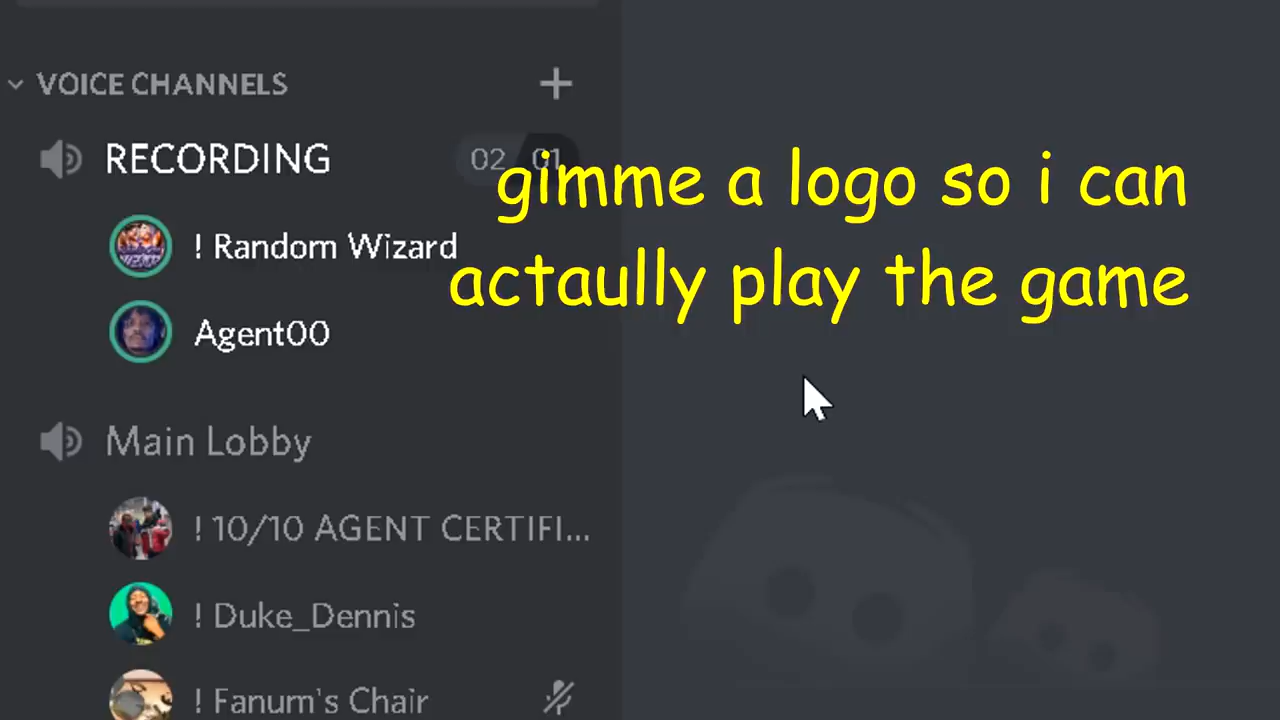 VOICE CHANNELS
RECORDING 02 01
gimme a logo so i can
! Random Wizard
actaully play the game
Agent00
Main Lobby
! 10/10 AGENT CERTIFI...
! Duke_Dennis
! Fanum's Chair